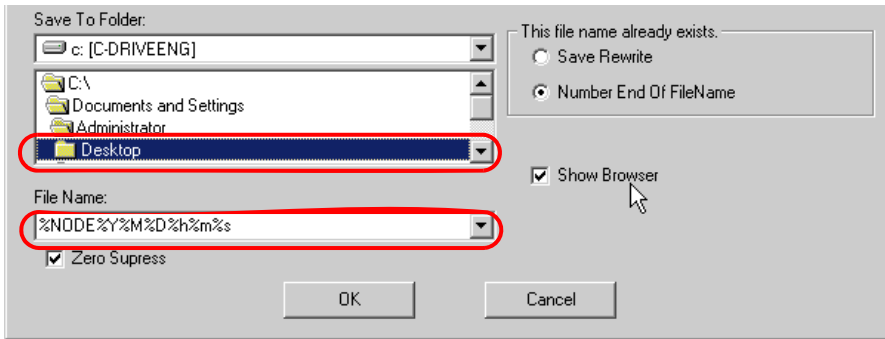 Save To Folder:
c: [C-DRIVEENG]
C:\
Documents and Settings
Administrator
Desktop
File Name:
%NODE%Y%M%D%h%m%s
Zero Supress
This file name already exists.
Save Rewrite
Number End Of FileName
Show Browser
OK
Cancel